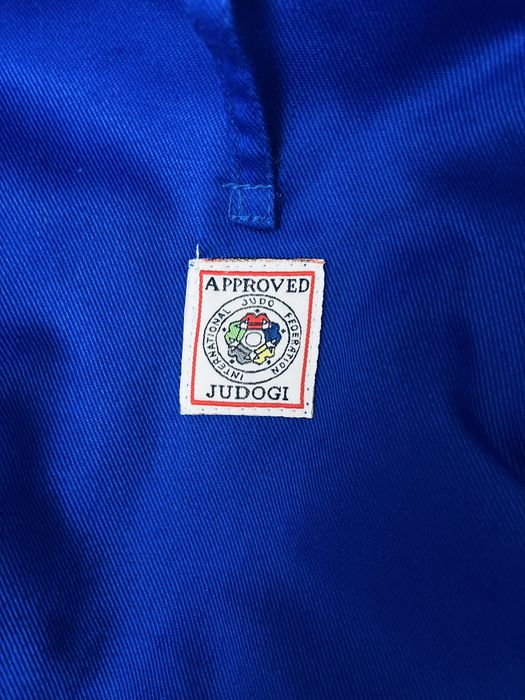 APPROVED
INTERNATIONAL JUDO FEDERATION
JUDOGI